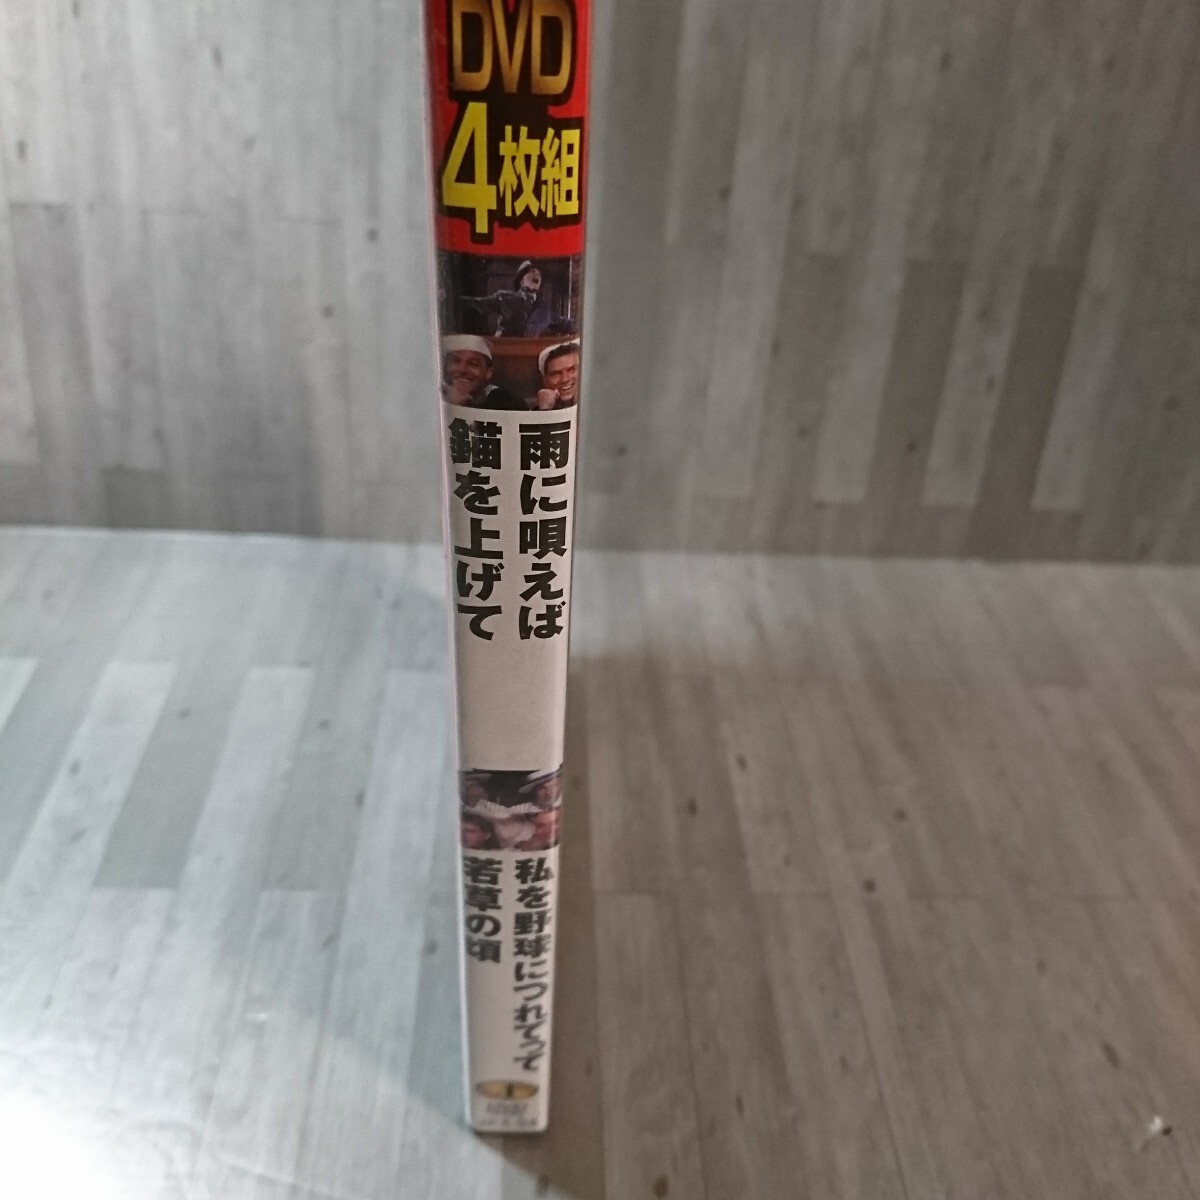 DVD
4枚組
雨に唄えば
錨を上げて
私を野球につれてって
若草の頃